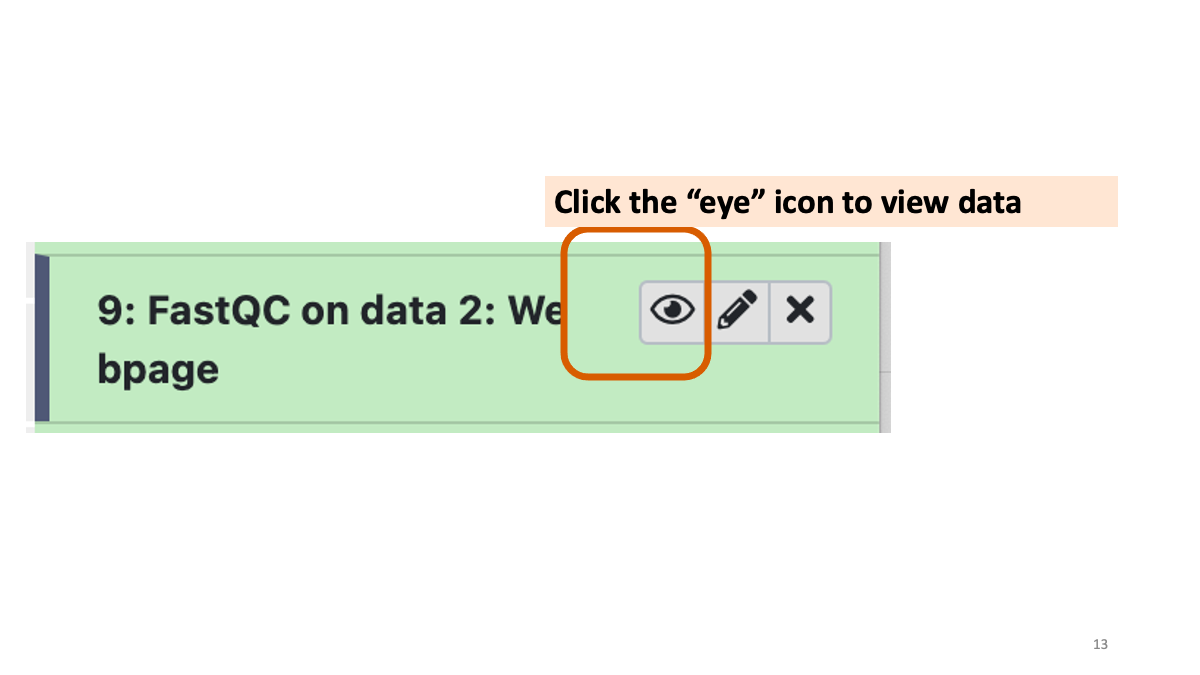 Click the “eye” icon to view data
9: FastQC on data 2: We
bpage
13